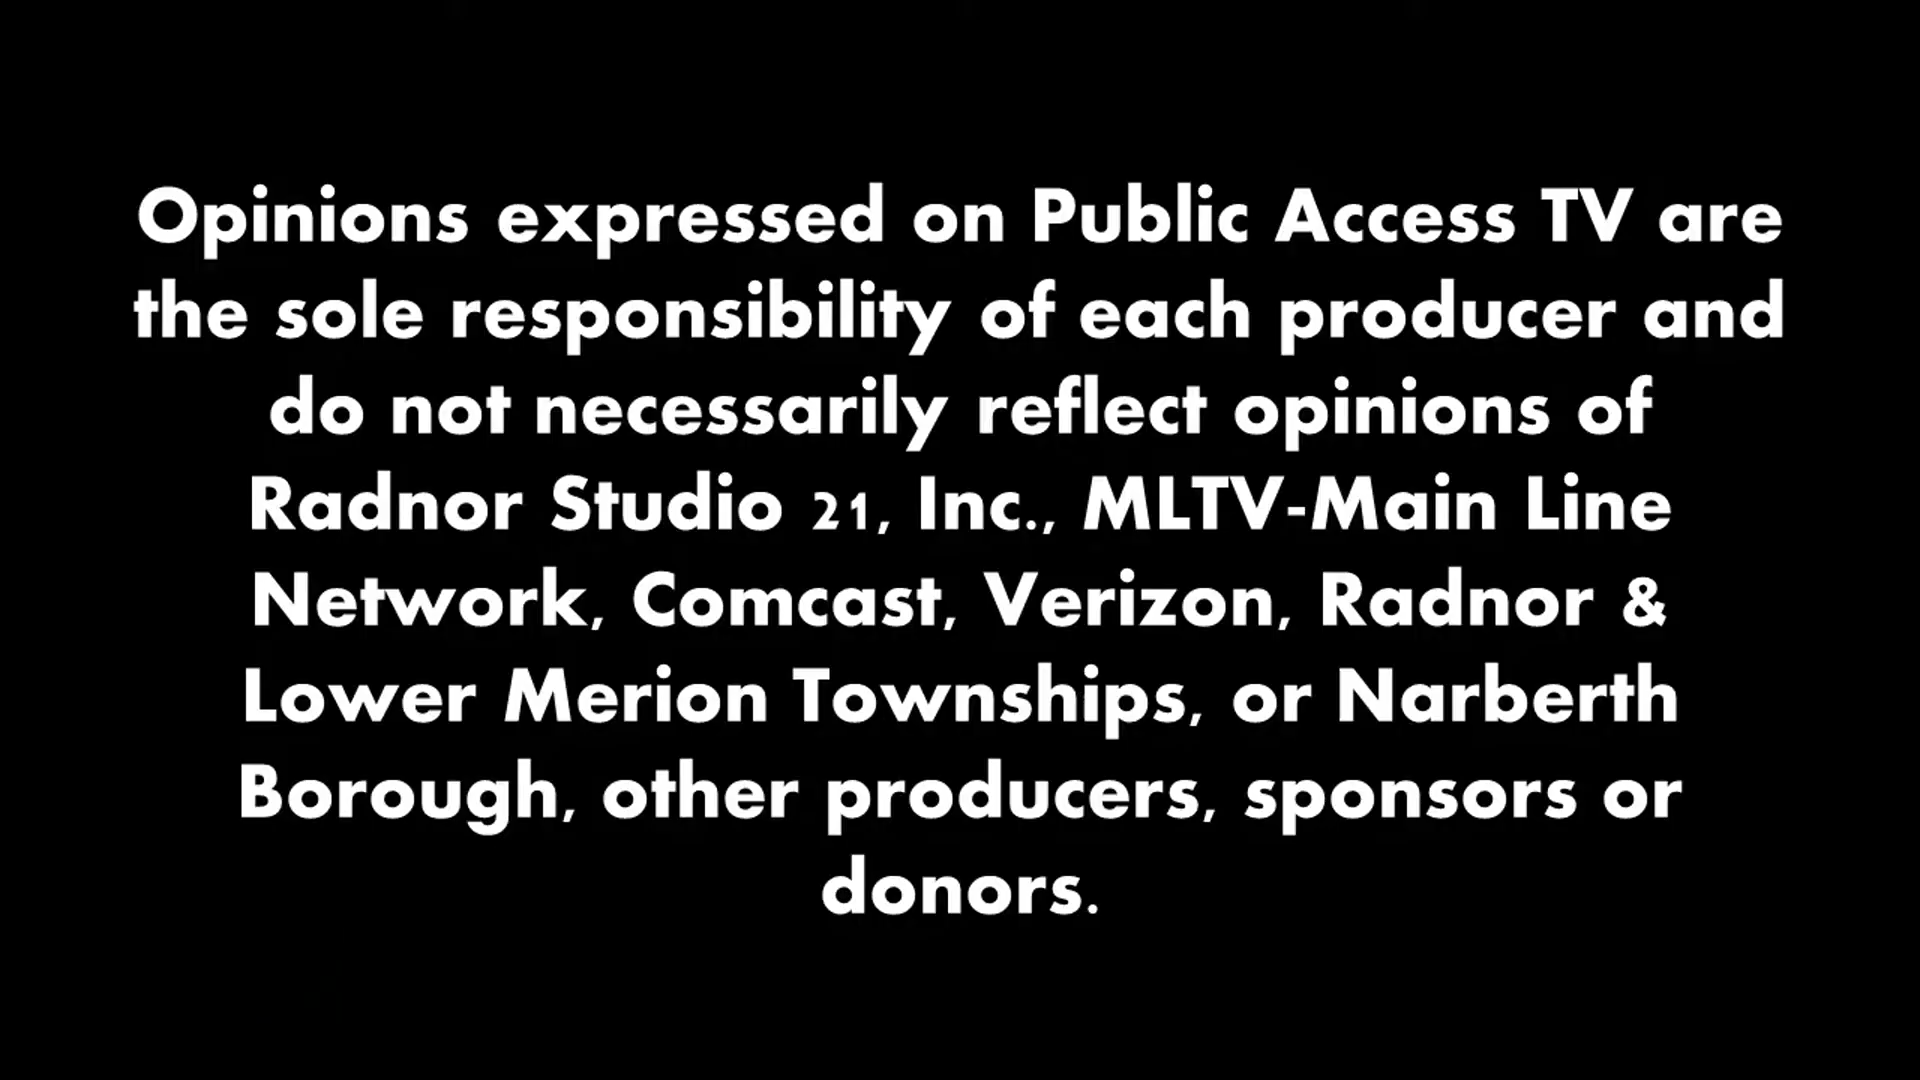 Opinions expressed on Public Access TV are
the sole responsibility of each producer and
do not necessarily reflect opinions of
Radnor Studio 21, Inc., MLTV-Main Line
Network, Comcast, Verizon, Radnor &
Lower Merion Townships, or Narberth
Borough, other producers, sponsors or
donors.